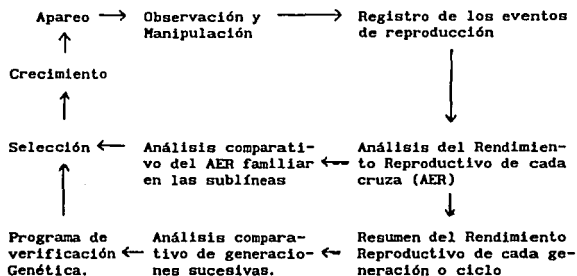 Apareo
Observación y
Manipulación
Registro de los eventos
de reproducción
Crecimiento
Selección
Análisis comparati-
vo del AER familiar
en las sublíneas
Análisis del Rendimien-
to Reproductivo de cada
cruza (AER)
Programa de
verificación
Genética.
Análisis compara-
tivo de generacio-
nes sucesivas.
Resumen del Rendimiento
Reproductivo de cada ge-
neración o ciclo